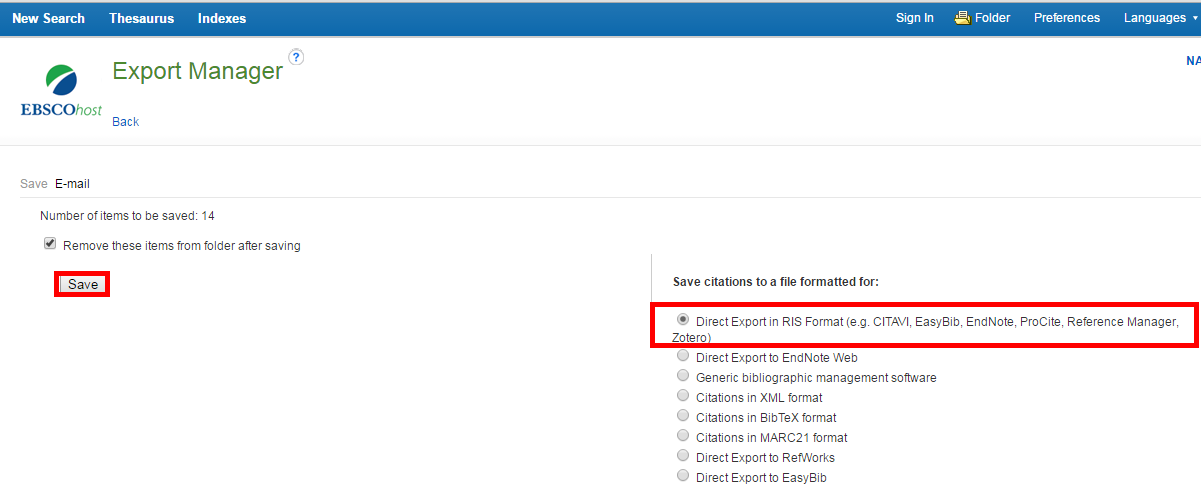 New Search Thesaurus Indexes Sign In Folder Preferences Languages
Export Manager ?
NA
EBSCOhost
Back
Save E-mail
Number of items to be saved: 14
Remove these items from folder after saving
Save
Save citations to a file formatted for:
Direct Export in RIS Format (e.g. CITAVI, EasyBib, EndNote, ProCite, Reference Manager,
Zotero)
Direct Export to EndNote Web
Generic bibliographic management software
Citations in XML format
Citations in BibTeX format
Citations in MARC21 format
Direct Export to RefWorks
Direct Export to EasyBib